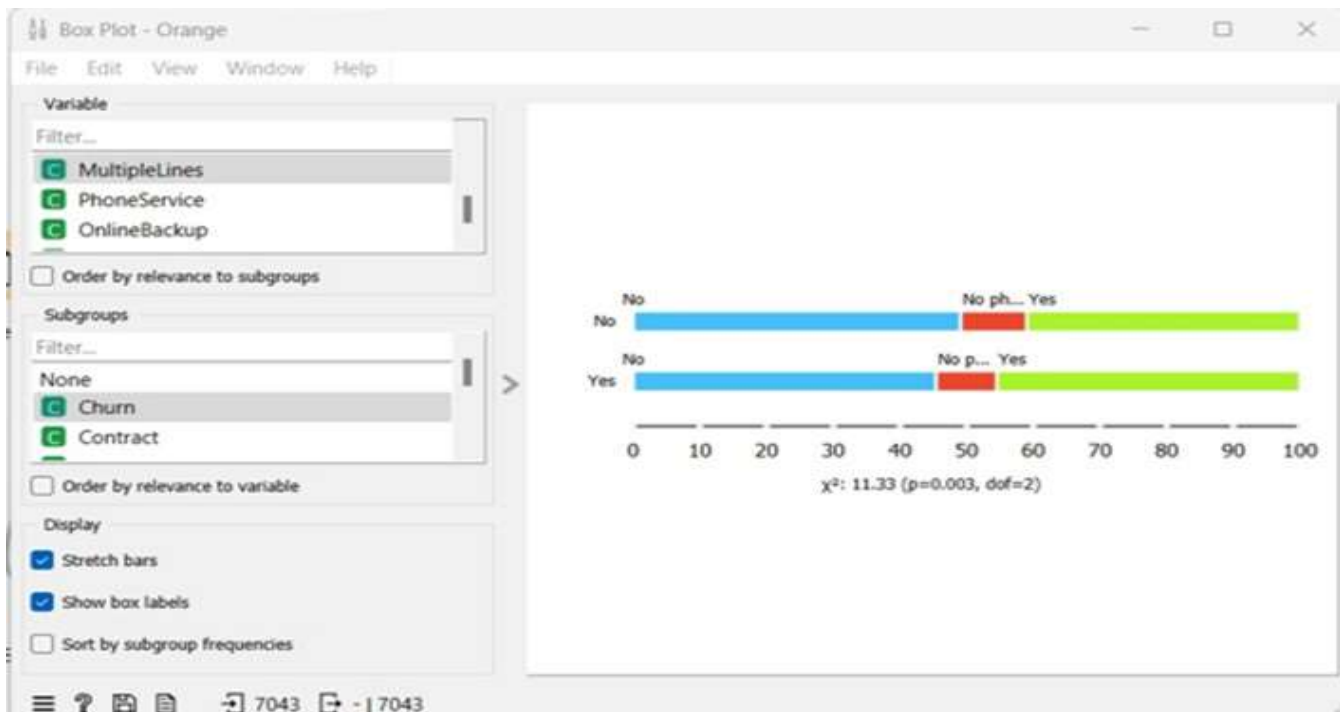 Box Plot - Orange
File Edit View Window Help
Variable
Filter...
C MultipleLines
C PhoneService
C OnlineBackup
Order by relevance to subgroups
Subgroups
Filter...
None
C Churn
C Contract
Order by relevance to variable
Display
Stretch bars
Show box labels
Sort by subgroup frequencies
7043 - | 7043
No No ph... Yes
No
No No p... Yes
Yes
0 10 20 30 40 50 60 70 80 90 100
χ²: 11.33 (p=0.003, dof=2)